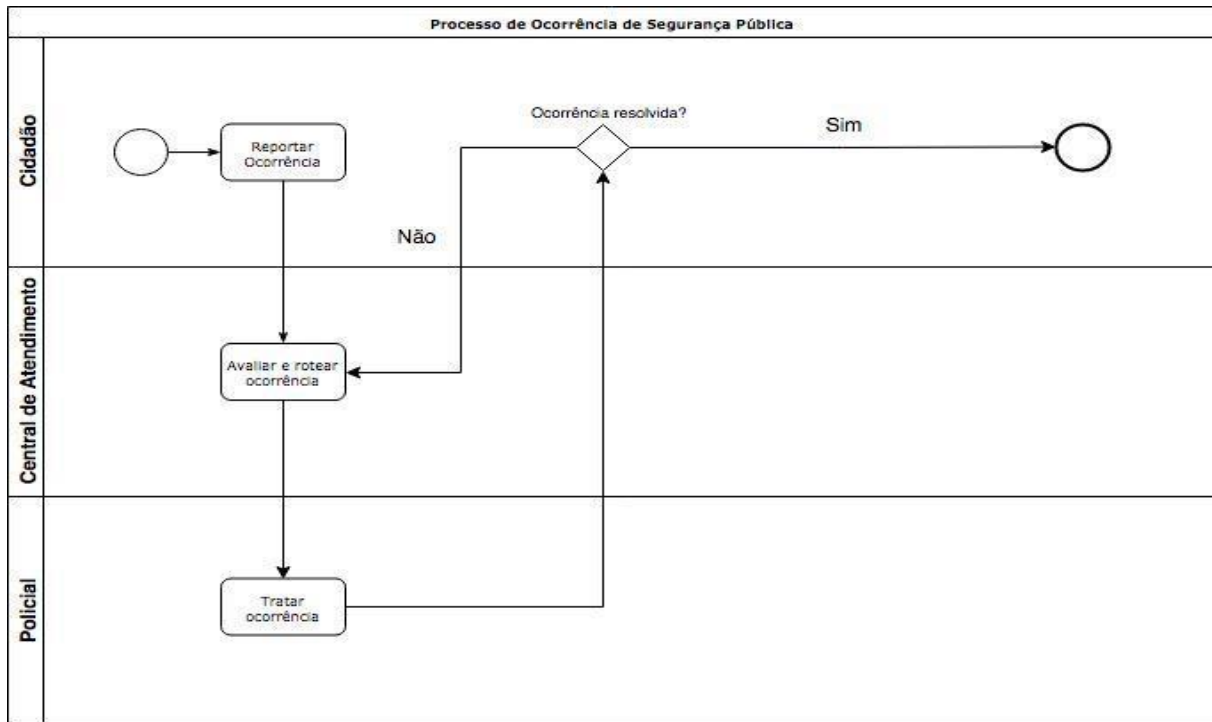 Processo de Ocorrência de Segurança Pública
Cidadão
Reportar
Ocorrência
Ocorrência resolvida?
Sim
Não
Central de Atendimento
Avaliar e rotear
ocorrência
Policial
Tratar
ocorrência